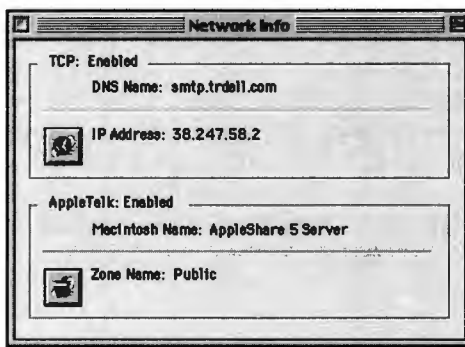 Network Info
TCP: Enabled
DNS Name: smtp.trdell.com
IP Address: 38.247.58.2
AppleTalk: Enabled
Macintosh Name: AppleShare 5 Server
Zone Name: Public